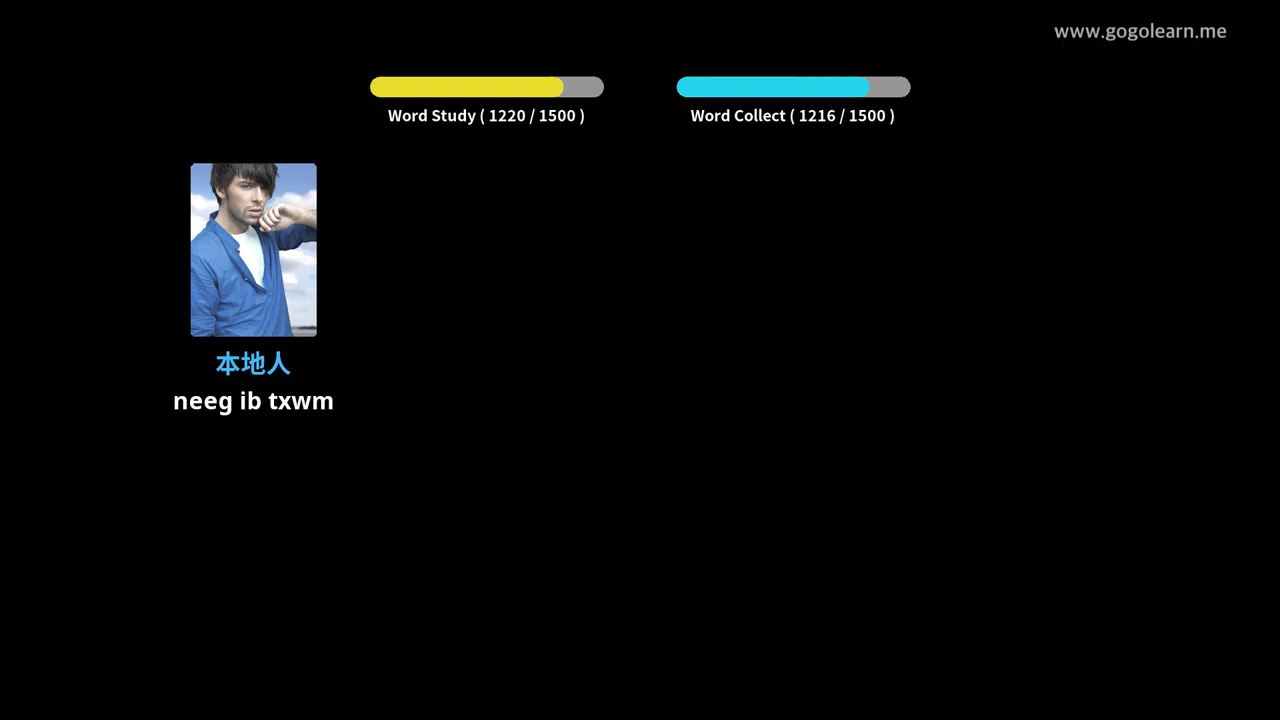 www.gogolearn.me
Word Study ( 1220 / 1500 )
Word Collect ( 1216 / 1500 )
本地人
neeg ib txwm